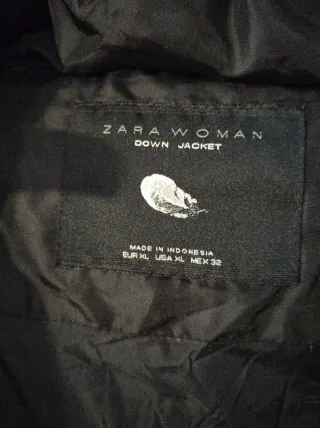 ZARA WOMAN
DOWN JACKET
MADE IN INDONESIA
EUR XL USA XL MEX 32